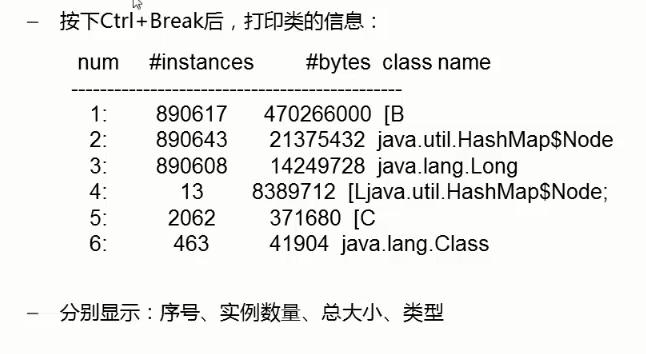 – 按下Ctrl+Break后，打印类的信息：
num #instances #bytes class name
----------------------------------------------
1: 890617 470266000 [B
2: 890643 21375432 java.util.HashMap$Node
3: 890608 14249728 java.lang.Long
4: 13 8389712 [Ljava.util.HashMap$Node;
5: 2062 371680 [C
6: 463 41904 java.lang.Class
– 分别显示：序号、实例数量、总大小、类型